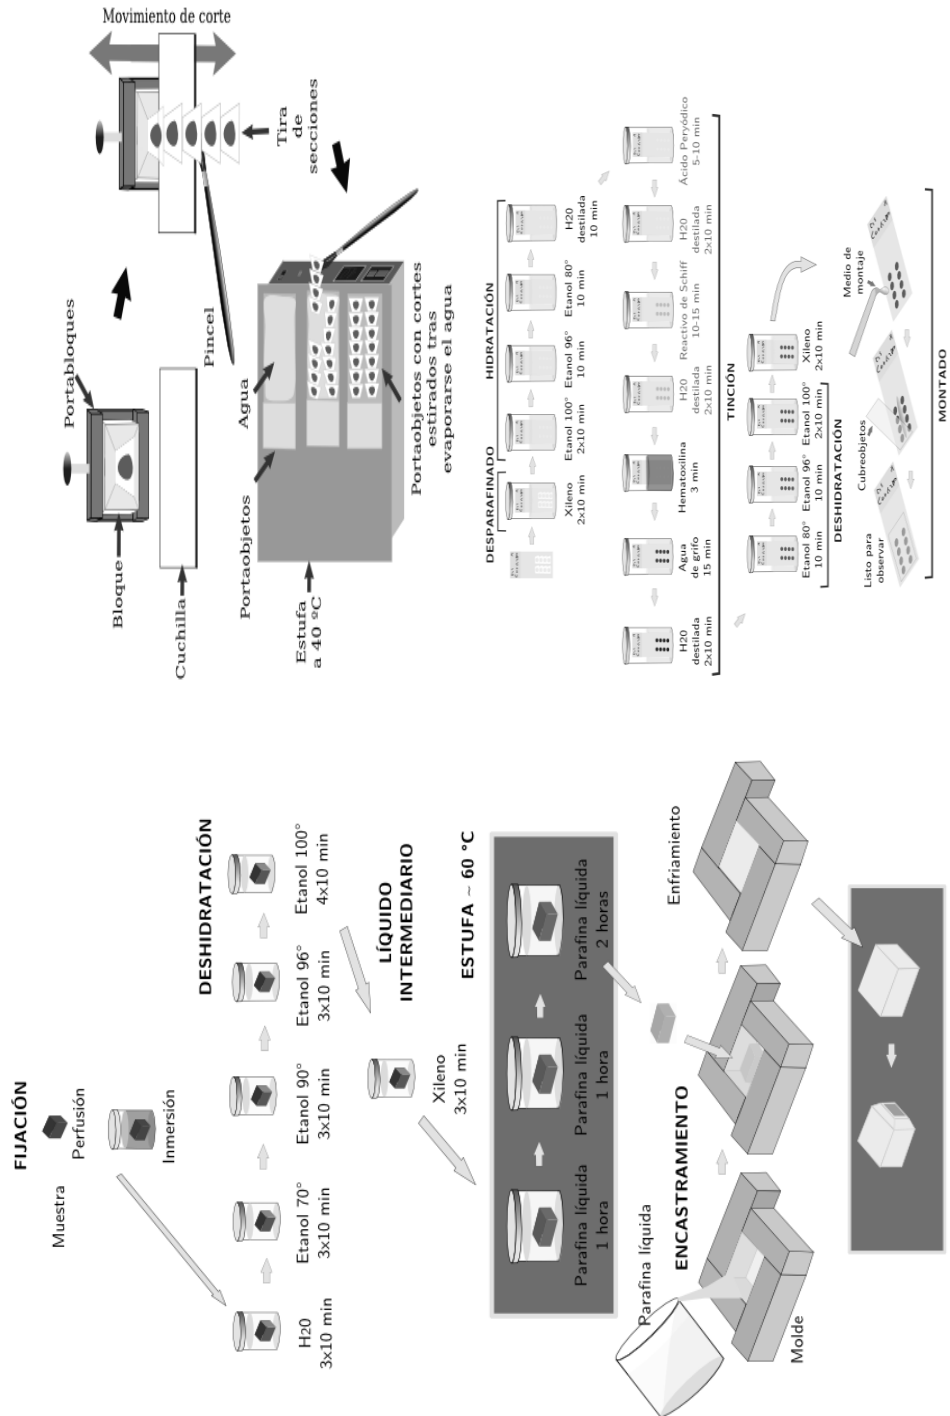 FIJACIÓN
Muestra
Perfusión
Inmersión
DESHIDRATACIÓN
H20
3x10 min
Etanol 70°
3x10 min
Etanol 90°
3x10 min
Etanol 96°
3x10 min
Etanol 100°
4x10 min
LÍQUIDO
INTERMEDIARIO
Xileno
3x10 min
ESTUFA ~ 60 °C
Parafina líquida
1 hora
Parafina líquida
1 hora
Parafina líquida
2 horas
ENCASTRAMIENTO
Parafina líquida
Molde
Enfriamiento
Portabloques
Bloque
Cuchilla
Movimiento de corte
Pincel
Tira
de
secciones
Agua
Portaobjetos
Estufa
a 40 ºC
Portaobjetos con cortes
estirados tras
evaporarse el agua
DESPARAFINADO
HIDRATACIÓN
Xileno
2x10 min
Etanol 100°
2x10 min
Etanol 96°
10 min
Etanol 80°
10 min
H20
destilada
10 min
Ácido Peryódico
5-10 min
H20
destilada
2x10 min
Reactivo de Schiff
10-15 min
H20
destilada
2x10 min
Hematoxilina
3 min
Agua
de grifo
15 min
H20
destilada
2x10 min
TINCIÓN
Etanol 80°
10 min
Etanol 96°
10 min
Etanol 100°
2x10 min
Xileno
2x10 min
DESHIDRATACIÓN
Medio de
montaje
Cubreobjetos
Listo para
observar
MONTADO